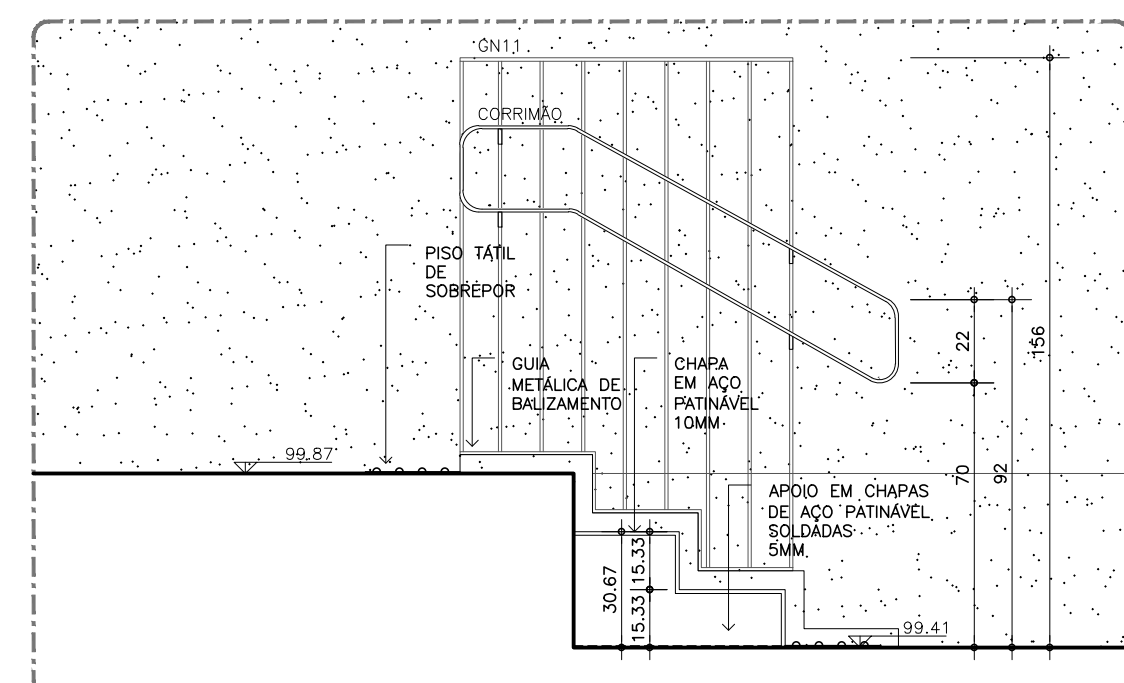 GN11
CORRIMÃO
PISO TÁTIL
DE
SOBREPOR
GUIA
METÁLICA DE
BALIZAMENTO
CHAPA
EM AÇO
PATINÁVEL
10MM
99.87
APOIO EM CHAPAS
DE AÇO PATINÁVEL
SOLDADAS
5MM
30.67
15.33
15.33
99.41
22
70
92
156